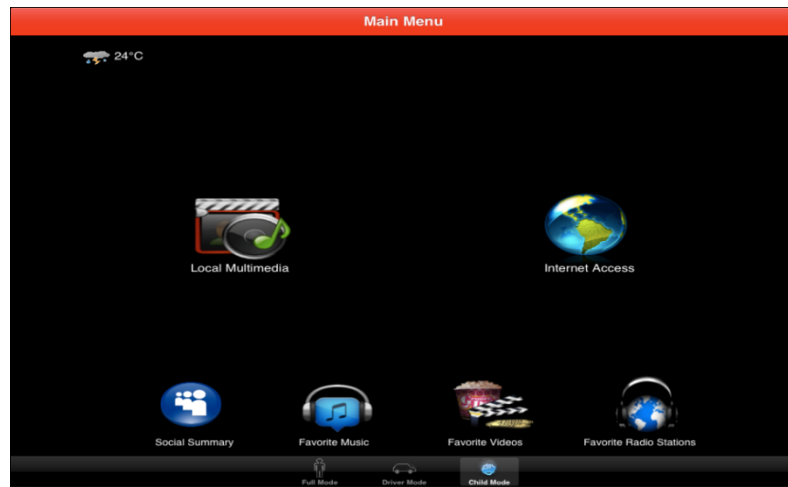 Main Menu
24°C
Local Multimedia
Internet Access
Social Summary
Favorite Music
Favorite Videos
Favorite Radio Stations
Full Mode
Driver Mode
Child Mode